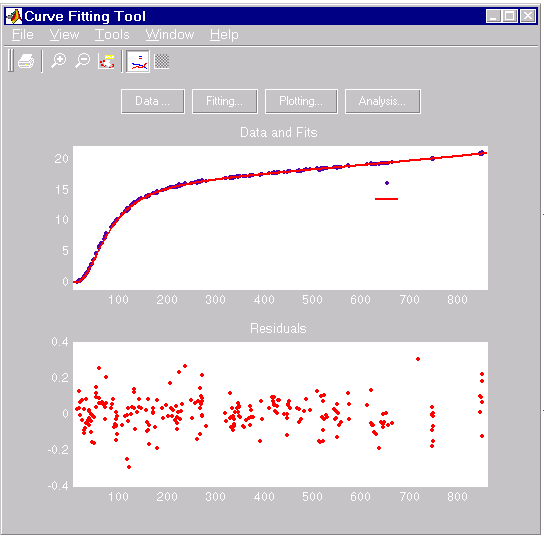 Curve Fitting Tool
File View Tools Window Help
Data ... Fitting... Plotting... Analysis...
Data and Fits
20
15
10
5
0
100 200 300 400 500 600 700 800
Residuals
0.4
0.2
0
-0.2
-0.4
100 200 300 400 500 600 700 800